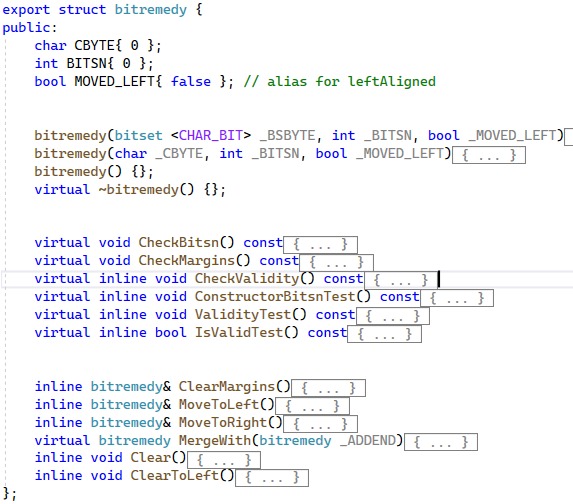 export struct bitremedy {
public:
char CBYTE{ 0 };
int BITSN{ 0 };
bool MOVED_LEFT{ false }; // alias for leftAligned
bitremedy(bitset <CHAR_BIT> _BSBYTE, int _BITSN, bool _MOVED_LEFT)
bitremedy(char _CBYTE, int _BITSN, bool _MOVED_LEFT){ ... }
bitremedy() {};
virtual ~bitremedy() {};
virtual void CheckBitsn() const{ ... }
virtual void CheckMargins() const{ ... }
virtual inline void CheckValidity() const{ ... }
virtual inline void ConstructorBitsnTest() const{ ... }
virtual inline void ValidityTest() const{ ... }
virtual inline bool IsValidTest() const{ ... }
inline bitremedy& ClearMargins(){ ... }
inline bitremedy& MoveToLeft(){ ... }
inline bitremedy& MoveToRight(){ ... }
virtual bitremedy MergeWith(bitremedy _ADDEND){ ... }
inline void Clear(){ ... }
inline void ClearToLeft(){ ... }
};